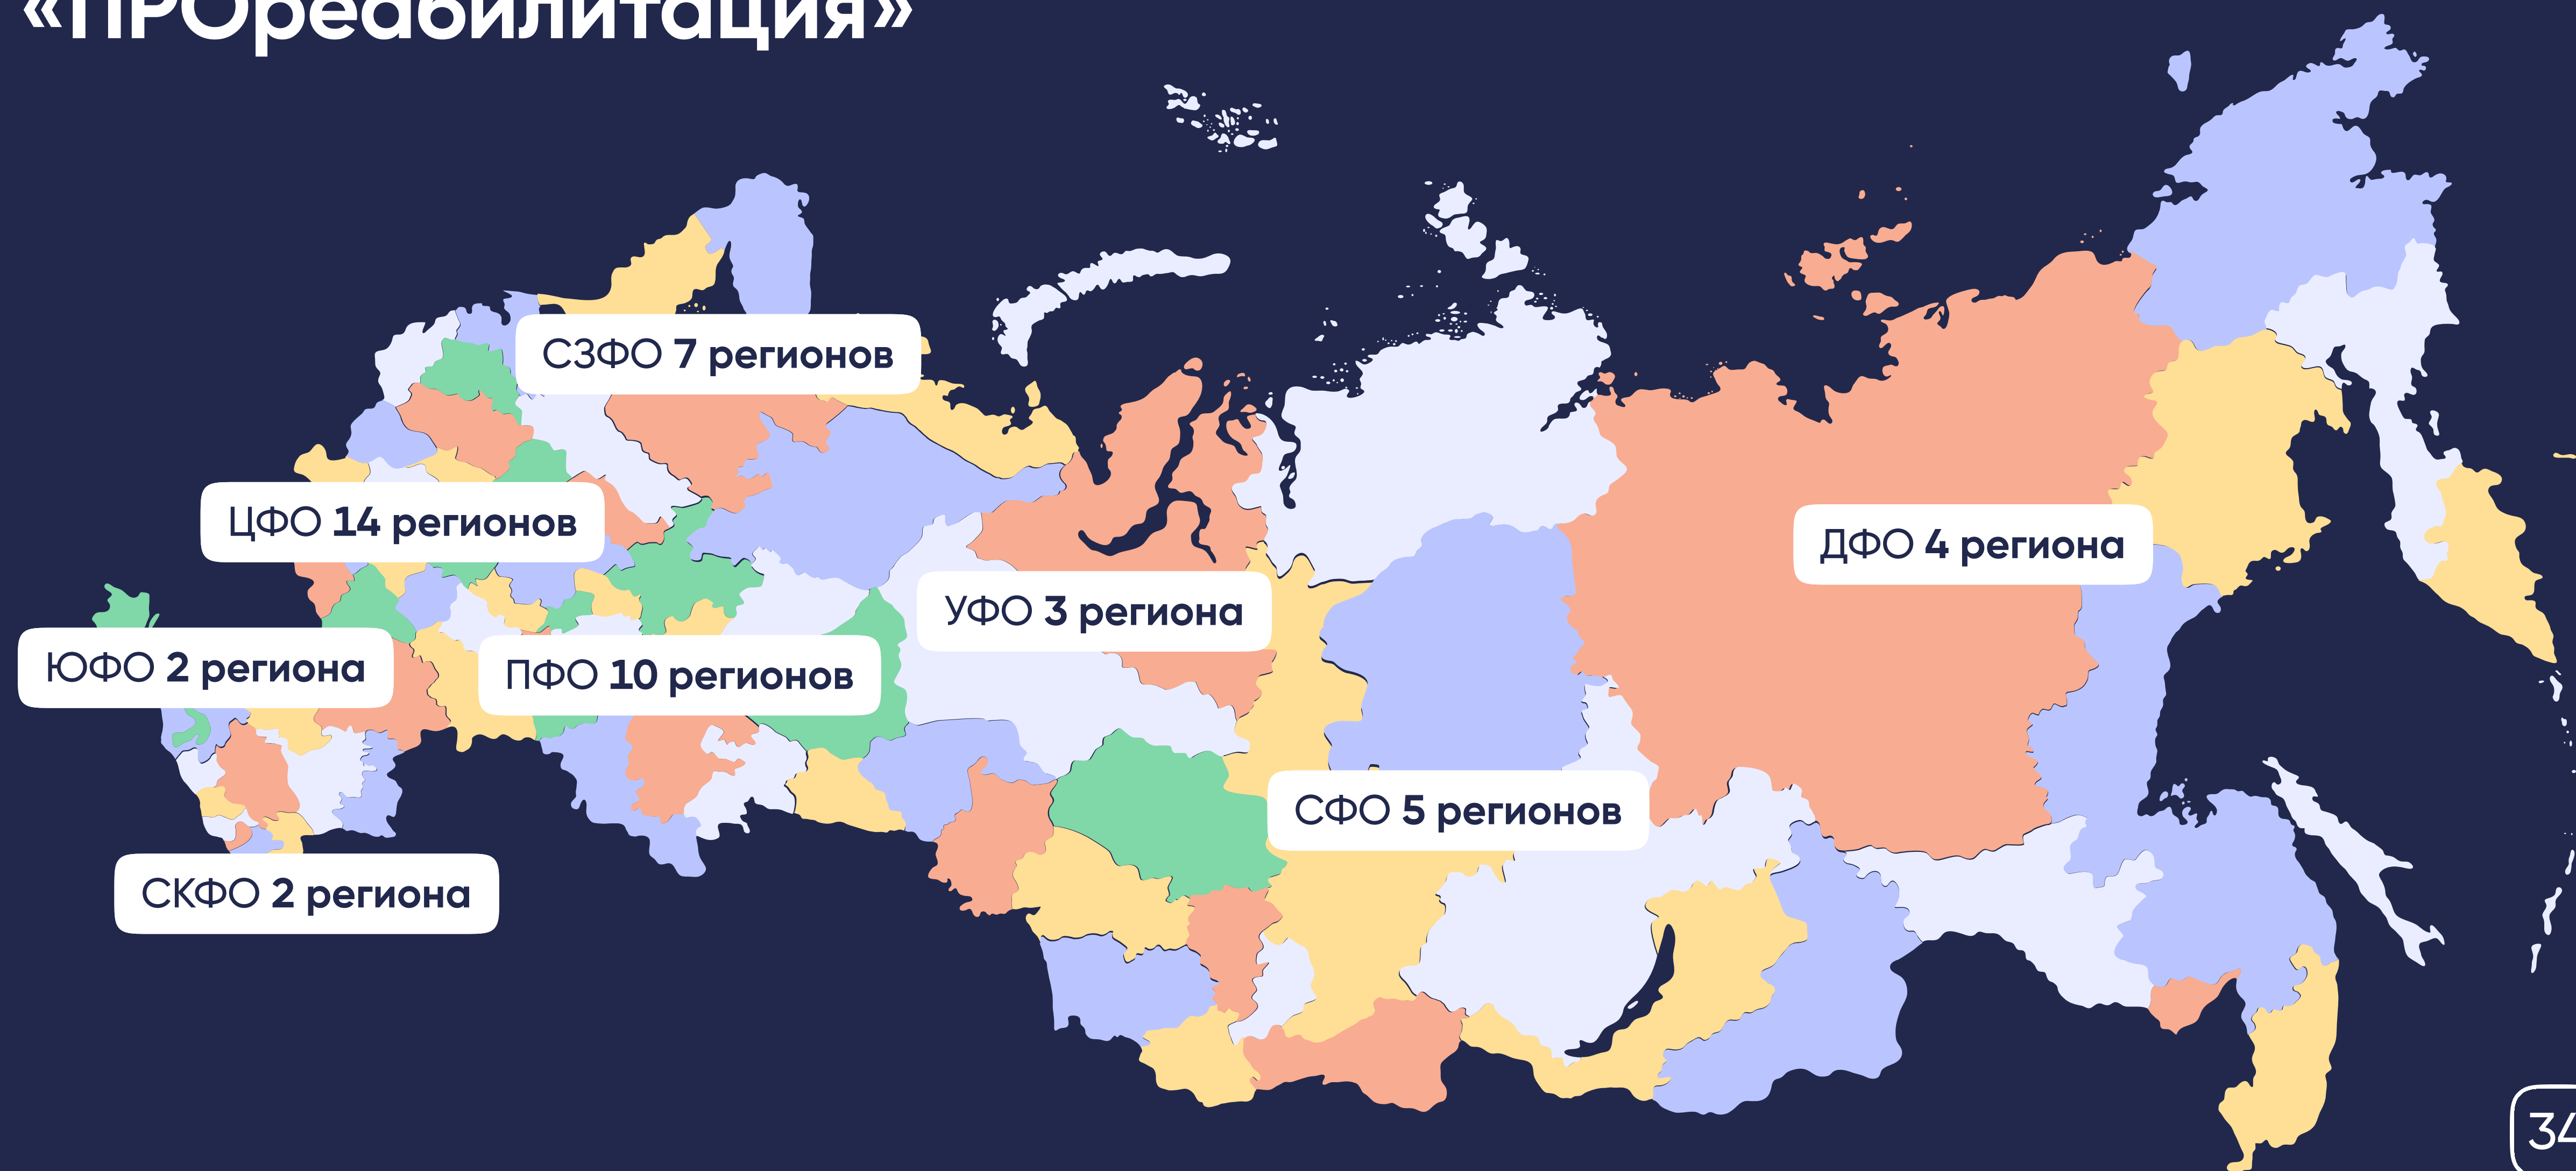 «ПРОреабилитация»
СЗФО 7 регионов
ЦФО 14 регионов
ДФО 4 региона
УФО 3 региона
ЮФО 2 региона
ПФО 10 регионов
СФО 5 регионов
СКФО 2 региона
34